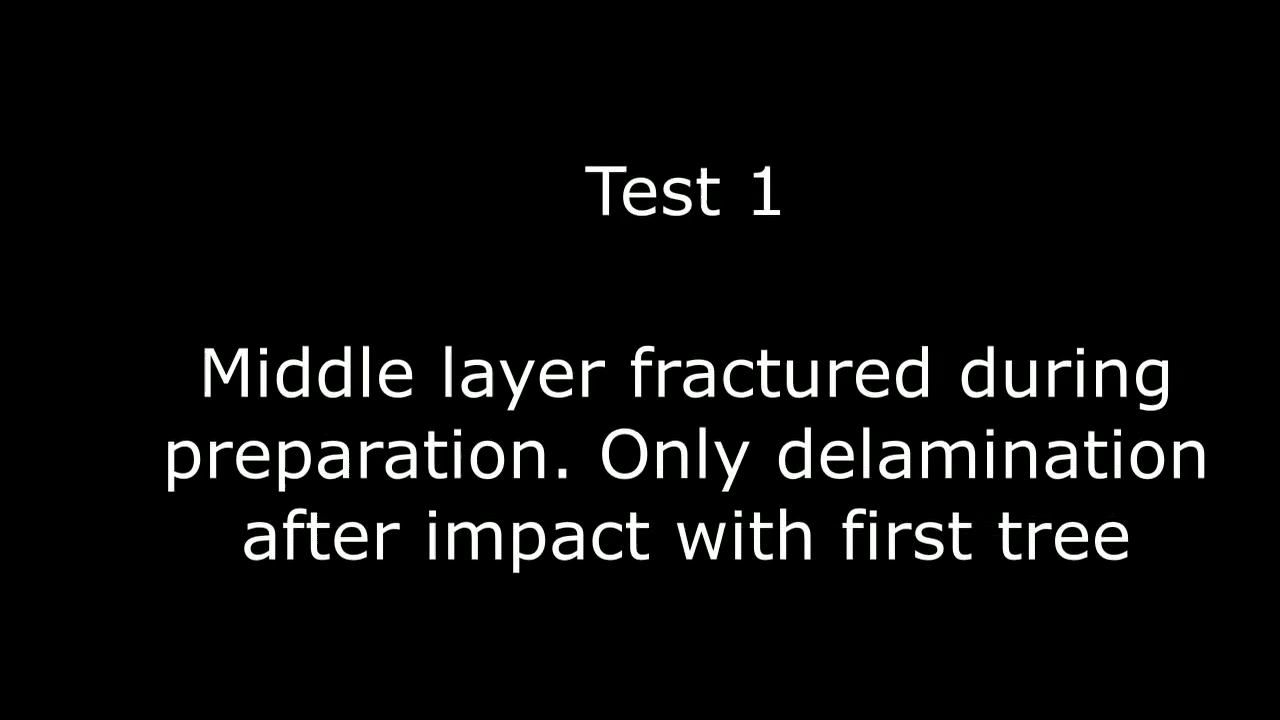 Test 1
Middle layer fractured during
preparation. Only delamination
after impact with first tree